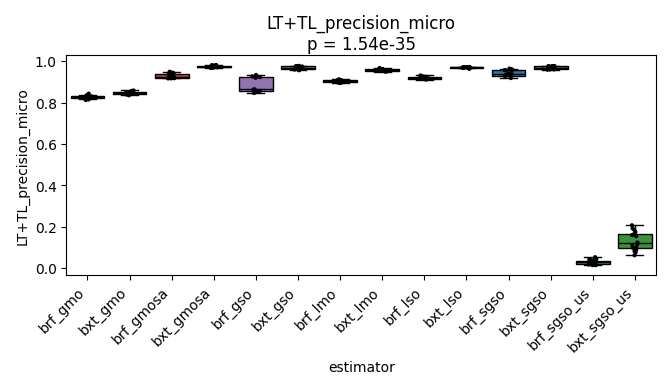 LT+TL_precision_micro
p = 1.54e-35
LT+TL_precision_micro
1.0
0.8
0.6
0.4
0.2
0.0
brf_gmo
bxt_gmo
brf_gmosa
bxt_gmosa
brf_gso
bxt_gso
brf_lmo
bxt_lmo
brf_lso
bxt_lso
brf_sgso
bxt_sgso
brf_sgso_us
bxt_sgso_us
estimator